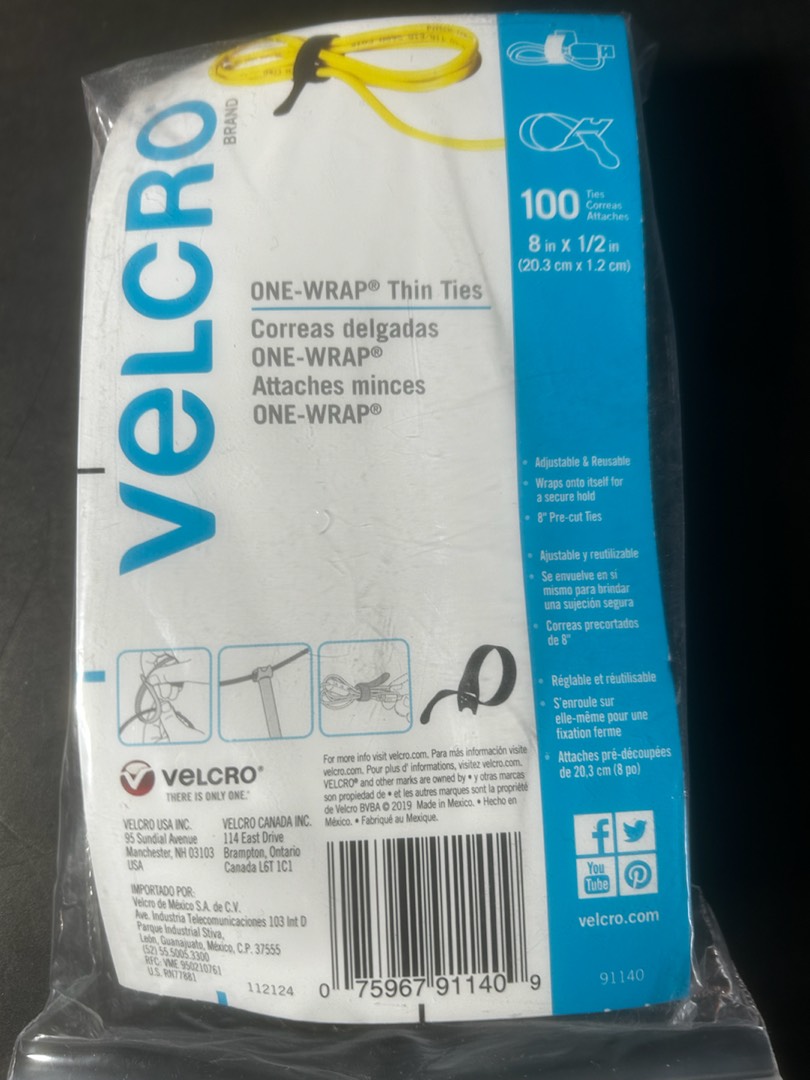 VELCRO®
BRAND
ONE-WRAP® Thin Ties
Correas delgadas
ONE-WRAP®
Attaches minces
ONE-WRAP®
100 Ties
Correas
Attaches
8 in x 1/2 in
(20.3 cm x 1.2 cm)
• Adjustable & Reusable
• Wraps onto itself for
a secure hold
• 8" Pre-cut Ties
• Ajustable y reutilizable
• Se envuelve en sí
mismo para brindar
una sujeción segura
• Correas precortados
de 8"
• Réglable et réutilisable
• S'enroule sur
elle-même pour une
fixation ferme
• Attaches pré-découpées
de 20,3 cm (8 po)
VELCRO®
THERE IS ONLY ONE.™
VELCRO USA INC.
95 Sundial Avenue
Manchester, NH 03103
USA
VELCRO CANADA INC.
114 East Drive
Brampton, Ontario
Canada L6T 1C1
For more info visit velcro.com. Para más información visite
velcro.com. Pour plus d' informations, visitez velcro.com.
VELCRO® and other marks are owned by • y otras marcas
son propiedad de • et les autres marques sont la propriété
de Velcro BVBA © 2019 Made in Mexico. • Hecho en
México. • Fabriqué au Mexique.
IMPORTADO POR:
Velcro de México S.A. de C.V.
Ave. Industria Telecomunicaciones 103 Int D
Parque Industrial Stiva,
León, Guanajuato, México, C.P. 37555
(52) 55.5005.3300
RFC: VME 950210761
U.S. RN77881
112124
0 75967 91140 9
You
Tube
velcro.com
91140